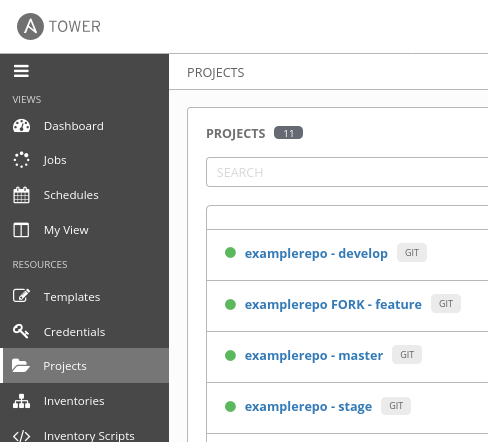 TOWER
PROJECTS
VIEWS
Dashboard
Jobs
Schedules
My View
RESOURCES
Templates
Credentials
Projects
Inventories
Inventory Scripts
PROJECTS 11
SEARCH
examplerepo - develop GIT
examplerepo FORK - feature GIT
examplerepo - master GIT
examplerepo - stage GIT